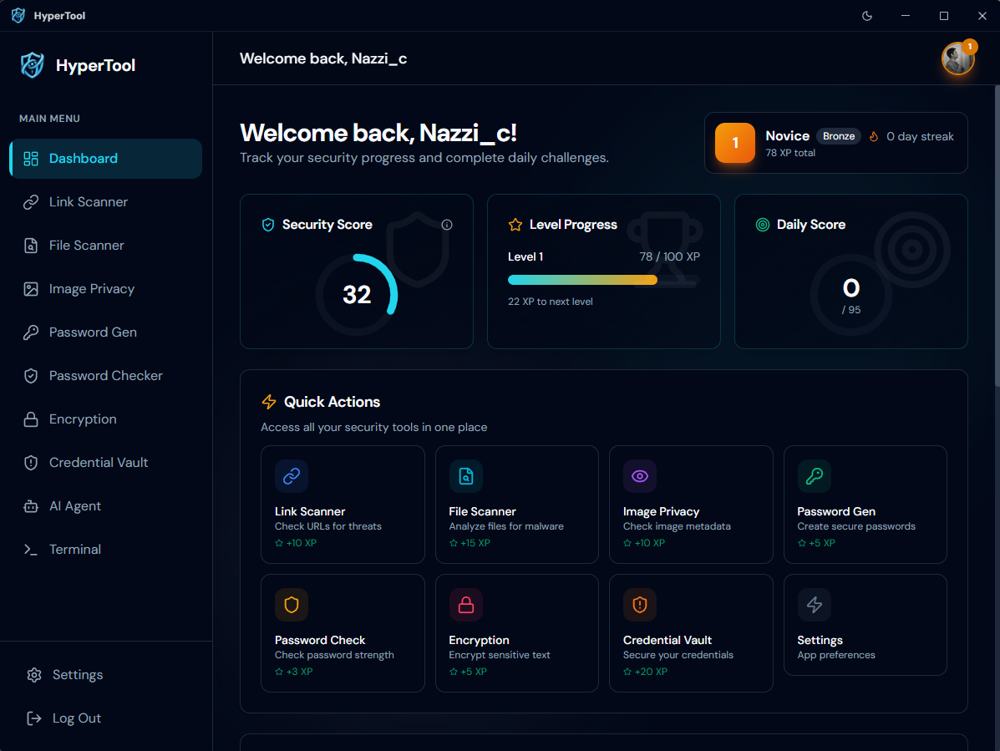 HyperTool
HyperTool
MAIN MENU
Dashboard
Link Scanner
File Scanner
Image Privacy
Password Gen
Password Checker
Encryption
Credential Vault
AI Agent
Terminal
Settings
Log Out
Welcome back, Nazzi_c
1
Welcome back, Nazzi_c!
Track your security progress and complete daily challenges.
1
Novice Bronze 0 day streak
78 XP total
Security Score
32
Level Progress
Level 1 78 / 100 XP
22 XP to next level
Daily Score
0
/ 95
Quick Actions
Access all your security tools in one place
Link Scanner
Check URLs for threats
+10 XP
File Scanner
Analyze files for malware
+15 XP
Image Privacy
Check image metadata
+10 XP
Password Gen
Create secure passwords
+5 XP
Password Check
Check password strength
+3 XP
Encryption
Encrypt sensitive text
+5 XP
Credential Vault
Secure your credentials
+20 XP
Settings
App preferences